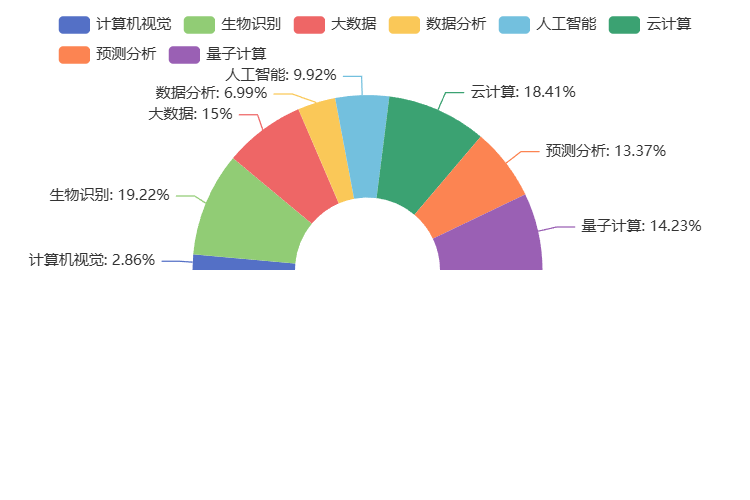 计算机视觉 生物识别 大数据 数据分析 人工智能 云计算
预测分析 量子计算
人工智能: 9.92%
数据分析: 6.99%
云计算: 18.41%
大数据: 15%
预测分析: 13.37%
生物识别: 19.22%
量子计算: 14.23%
计算机视觉: 2.86%